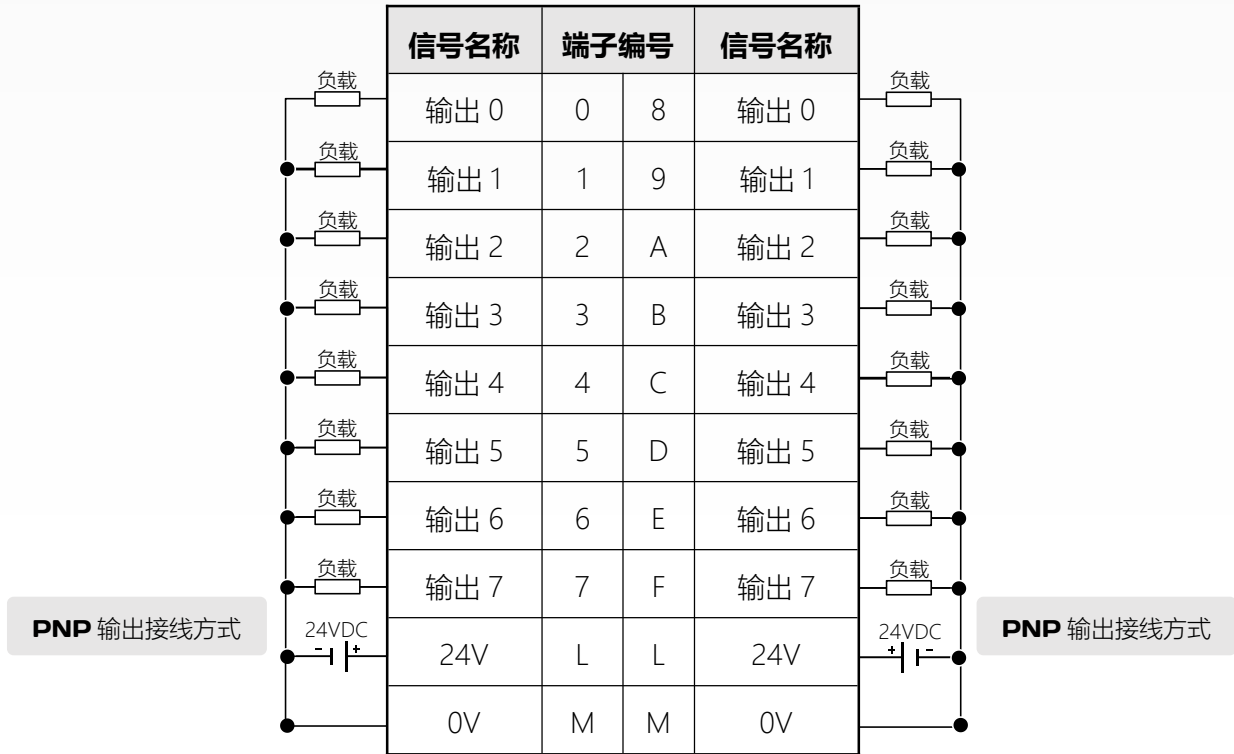 信号名称 端子编号 信号名称
负载 输出 0 0 8 输出 0 负载
负载 输出 1 1 9 输出 1 负载
负载 输出 2 2 A 输出 2 负载
负载 输出 3 3 B 输出 3 负载
负载 输出 4 4 C 输出 4 负载
负载 输出 5 5 D 输出 5 负载
负载 输出 6 6 E 输出 6 负载
负载 输出 7 7 F 输出 7 负载
PNP 输出接线方式 PNP 输出接线方式
24VDC - + 24V L L 24V 24VDC + -
0V M M 0V